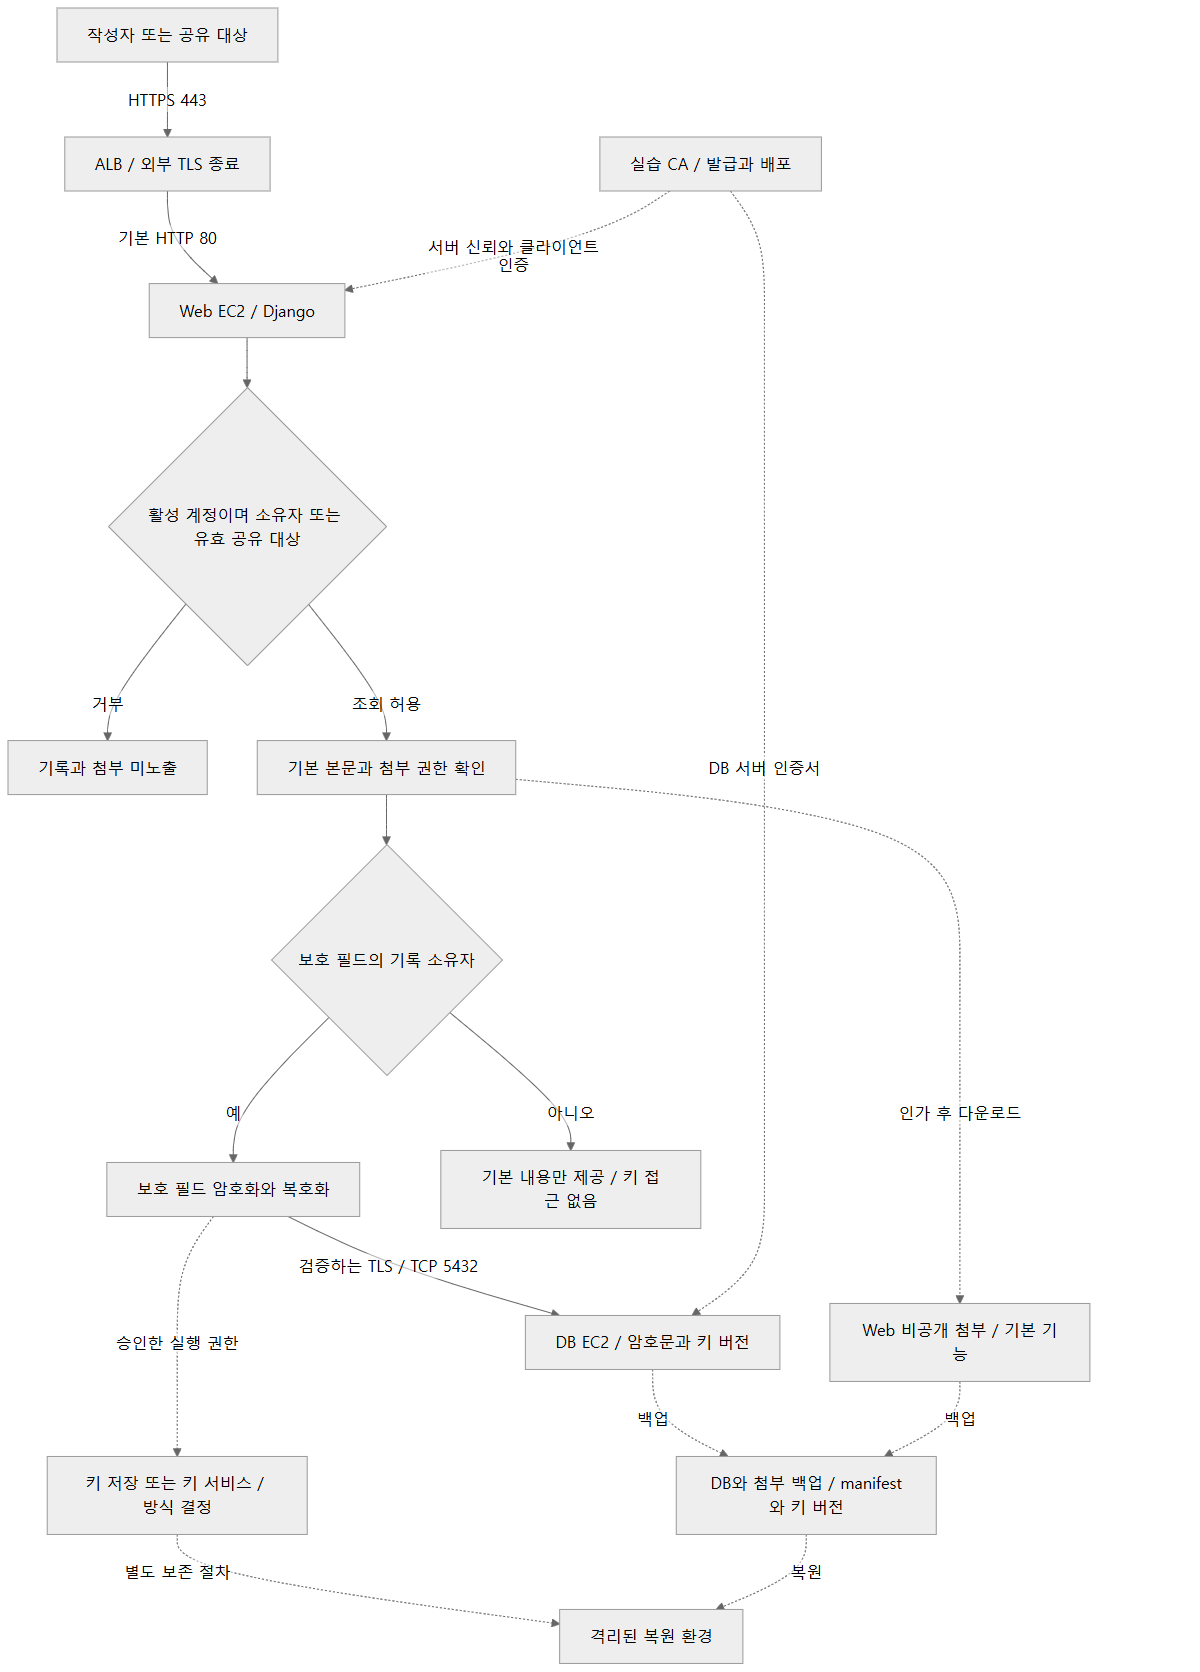 작성자 또는 공유 대상
HTTPS 443
ALB / 외부 TLS 종료
실습 CA / 발급과 배포
기본 HTTP 80
서버 신뢰와 클라이언트
인증
Web EC2 / Django
활성 계정이며 소유자 또는
유효 공유 대상
거부
조회 허용
기록과 첨부 미노출
기본 본문과 첨부 권한 확인
DB 서버 인증서
보호 필드의 기록 소유자
예
아니오
인가 후 다운로드
보호 필드 암호화와 복호화
기본 내용만 제공 / 키 접
근 없음
검증하는 TLS / TCP 5432
승인한 실행 권한
DB EC2 / 암호문과 키 버전
Web 비공개 첨부 / 기본 기
능
백업
백업
키 저장 또는 키 서비스 /
방식 결정
DB와 첨부 백업 / manifest
와 키 버전
별도 보존 절차
복원
격리된 복원 환경